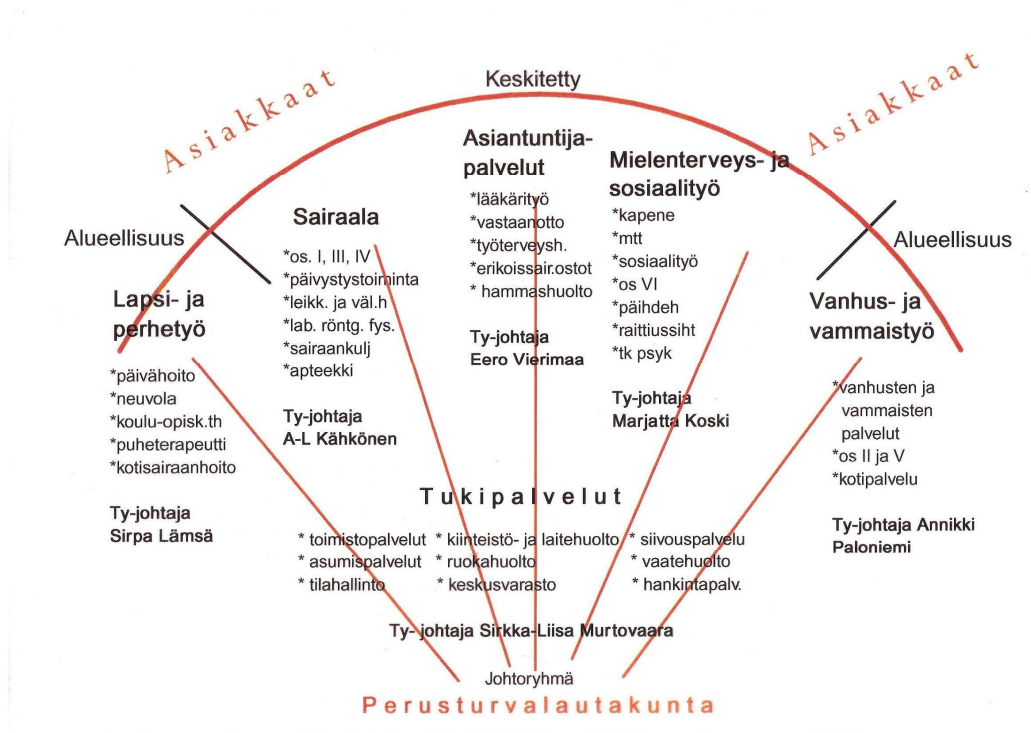 Asiakkaat
Keskitetty
Asiakkaat
Alueellisuus
Alueellisuus
Lapsi- ja
perhetyö
*päivähoito
*neuvola
*koulu-opisk.th
*puheterapeutti
*kotisairaanhoito
Ty-johtaja
Sirpa Lämsä
Sairaala
*os. I, III, IV
*päivystystoiminta
*leikk. ja väl.h
*lab. röntg. fys.
*sairaankulj
*apteekki
Ty-johtaja
A-L Kähkönen
Asiantuntija-
palvelut
*lääkärityö
*vastaanotto
*työterveysh.
*erikoissair.ostot
* hammashuolto
Ty-johtaja
Eero Vierimaa
Mielenterveys- ja
sosiaalityö
*kapene
*mtt
*sosiaalityö
*os VI
*päihdeh
*raittiussiht
*tk psyk
Ty-johtaja
Marjatta Koski
Vanhus- ja
vammaistyö
*vanhusten ja
vammaisten
palvelut
*os II ja V
*kotipalvelu
Ty-johtaja Annikki
Paloniemi
Tukipalvelut
* toimistopalvelut * kiinteistö- ja laitehuolto * siivouspalvelu
* asumispalvelut * ruokahuolto * vaatehuolto
* tilahallinto * keskusvarasto * hankintapalv.
Ty- johtaja Sirkka-Liisa Murtovaara
Johtoryhmä
Perusturvalautakunta